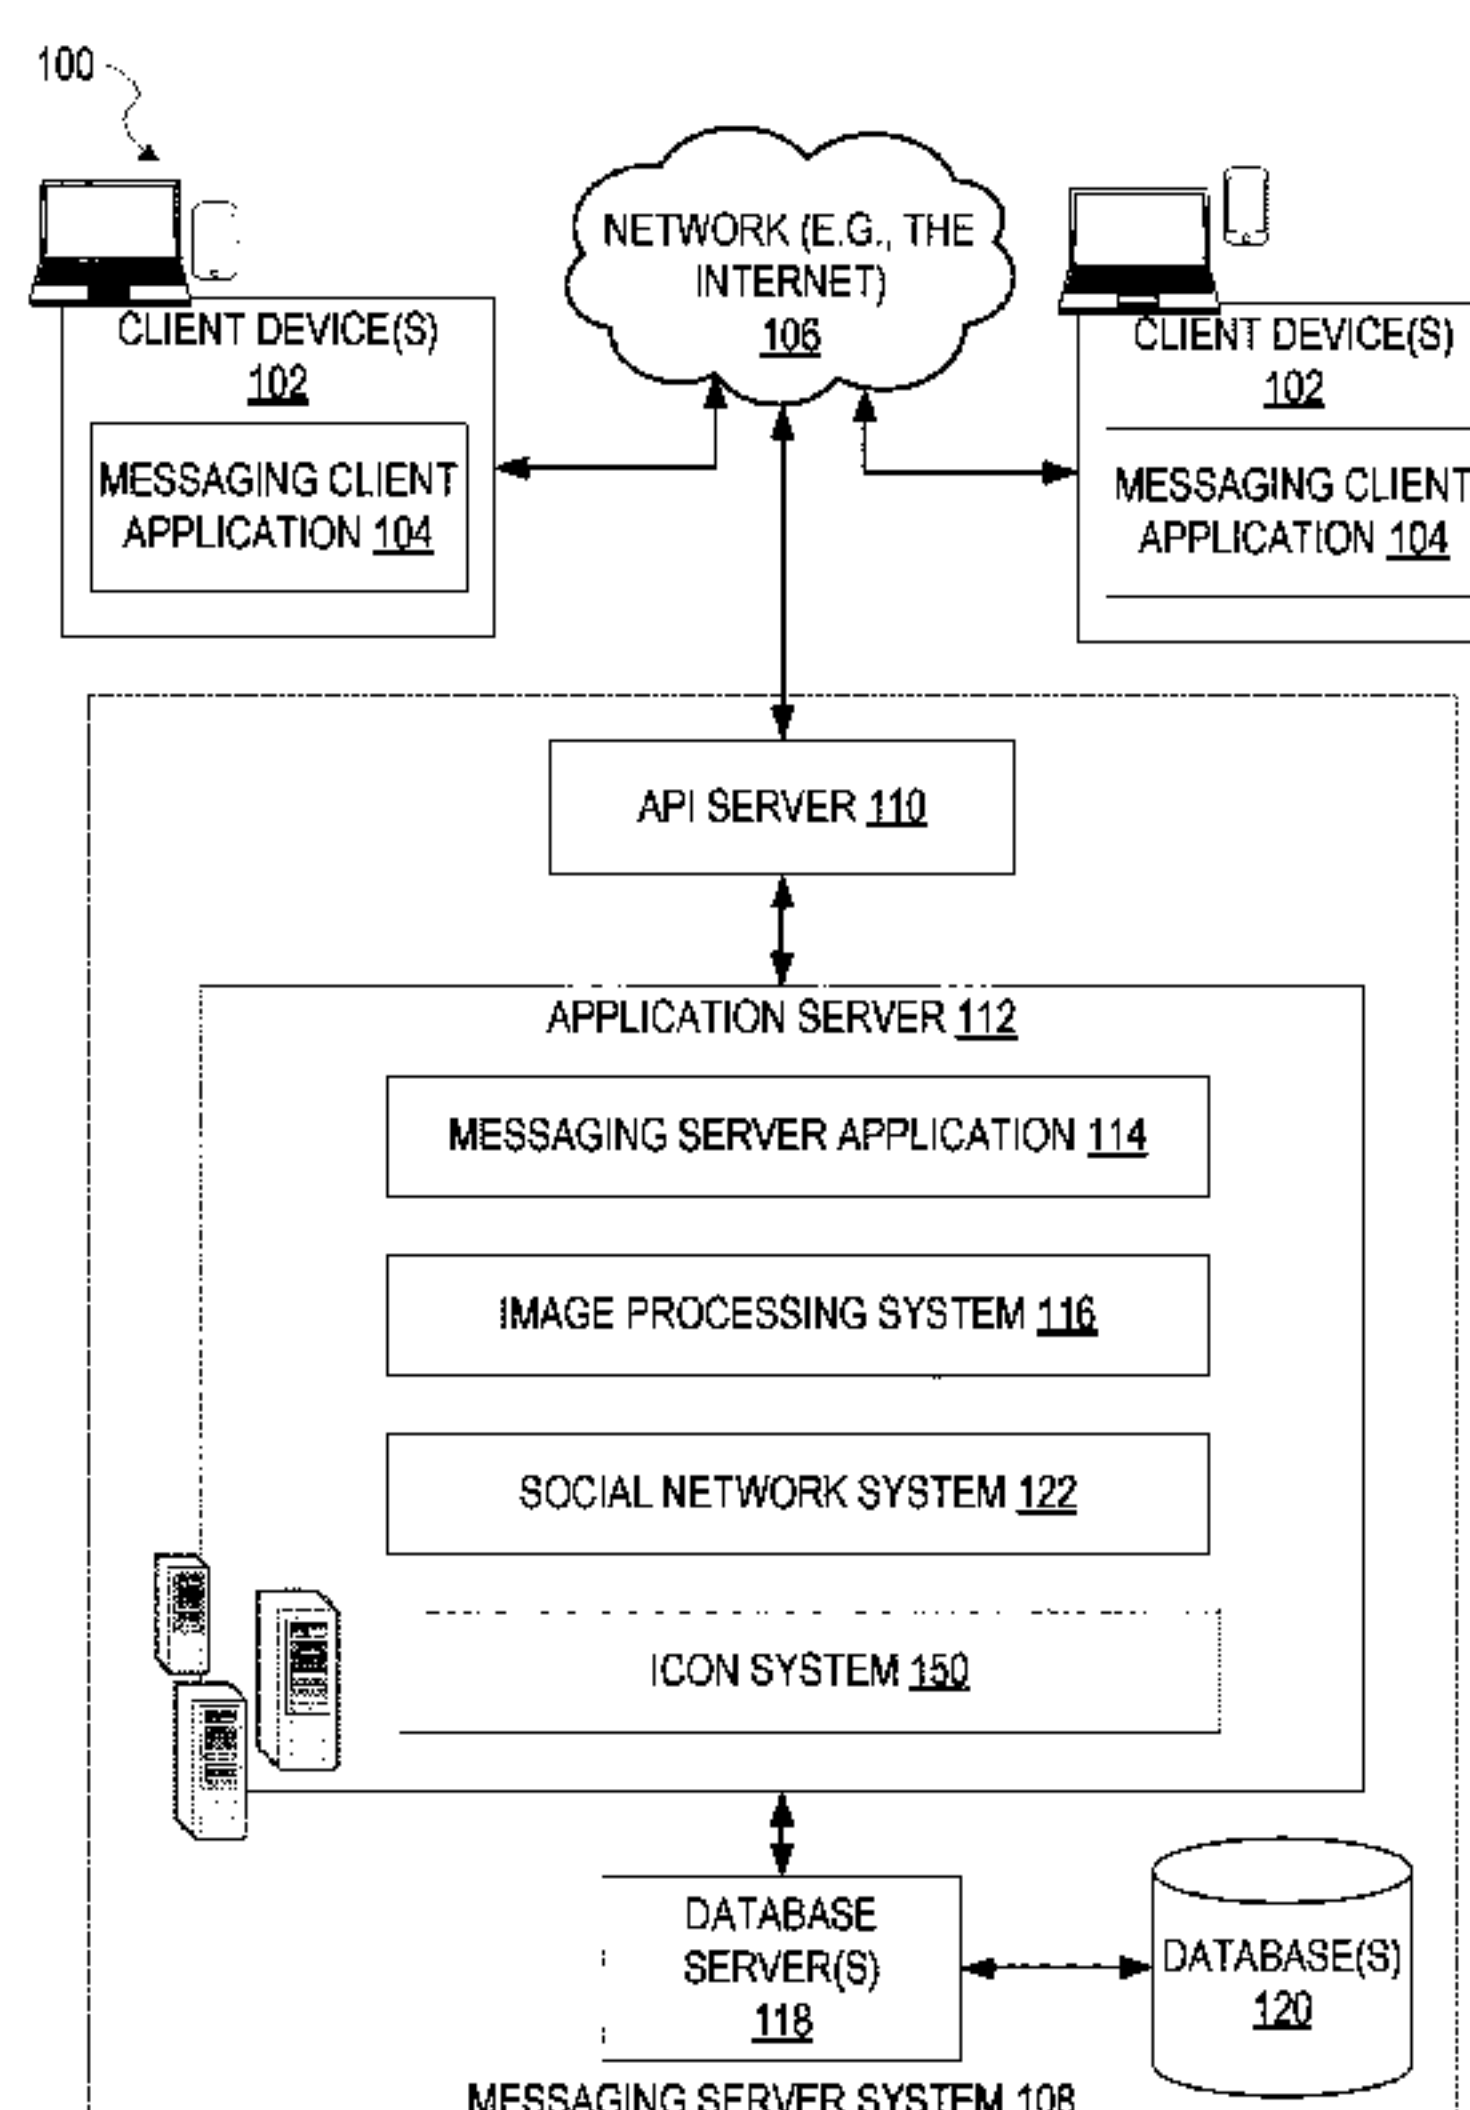 100
NETWORK (E.G., THE
INTERNET)
106
CLIENT DEVICE(S)
102
MESSAGING CLIENT
APPLICATION 104
CLIENT DEVICE(S)
102
MESSAGING CLIENT
APPLICATION 104
API SERVER 110
APPLICATION SERVER 112
MESSAGING SERVER APPLICATION 114
IMAGE PROCESSING SYSTEM 116
SOCIAL NETWORK SYSTEM 122
ICON SYSTEM 150
DATABASE
SERVER(S)
118
DATABASE(S)
120
MESSAGING SERVER SYSTEM 108